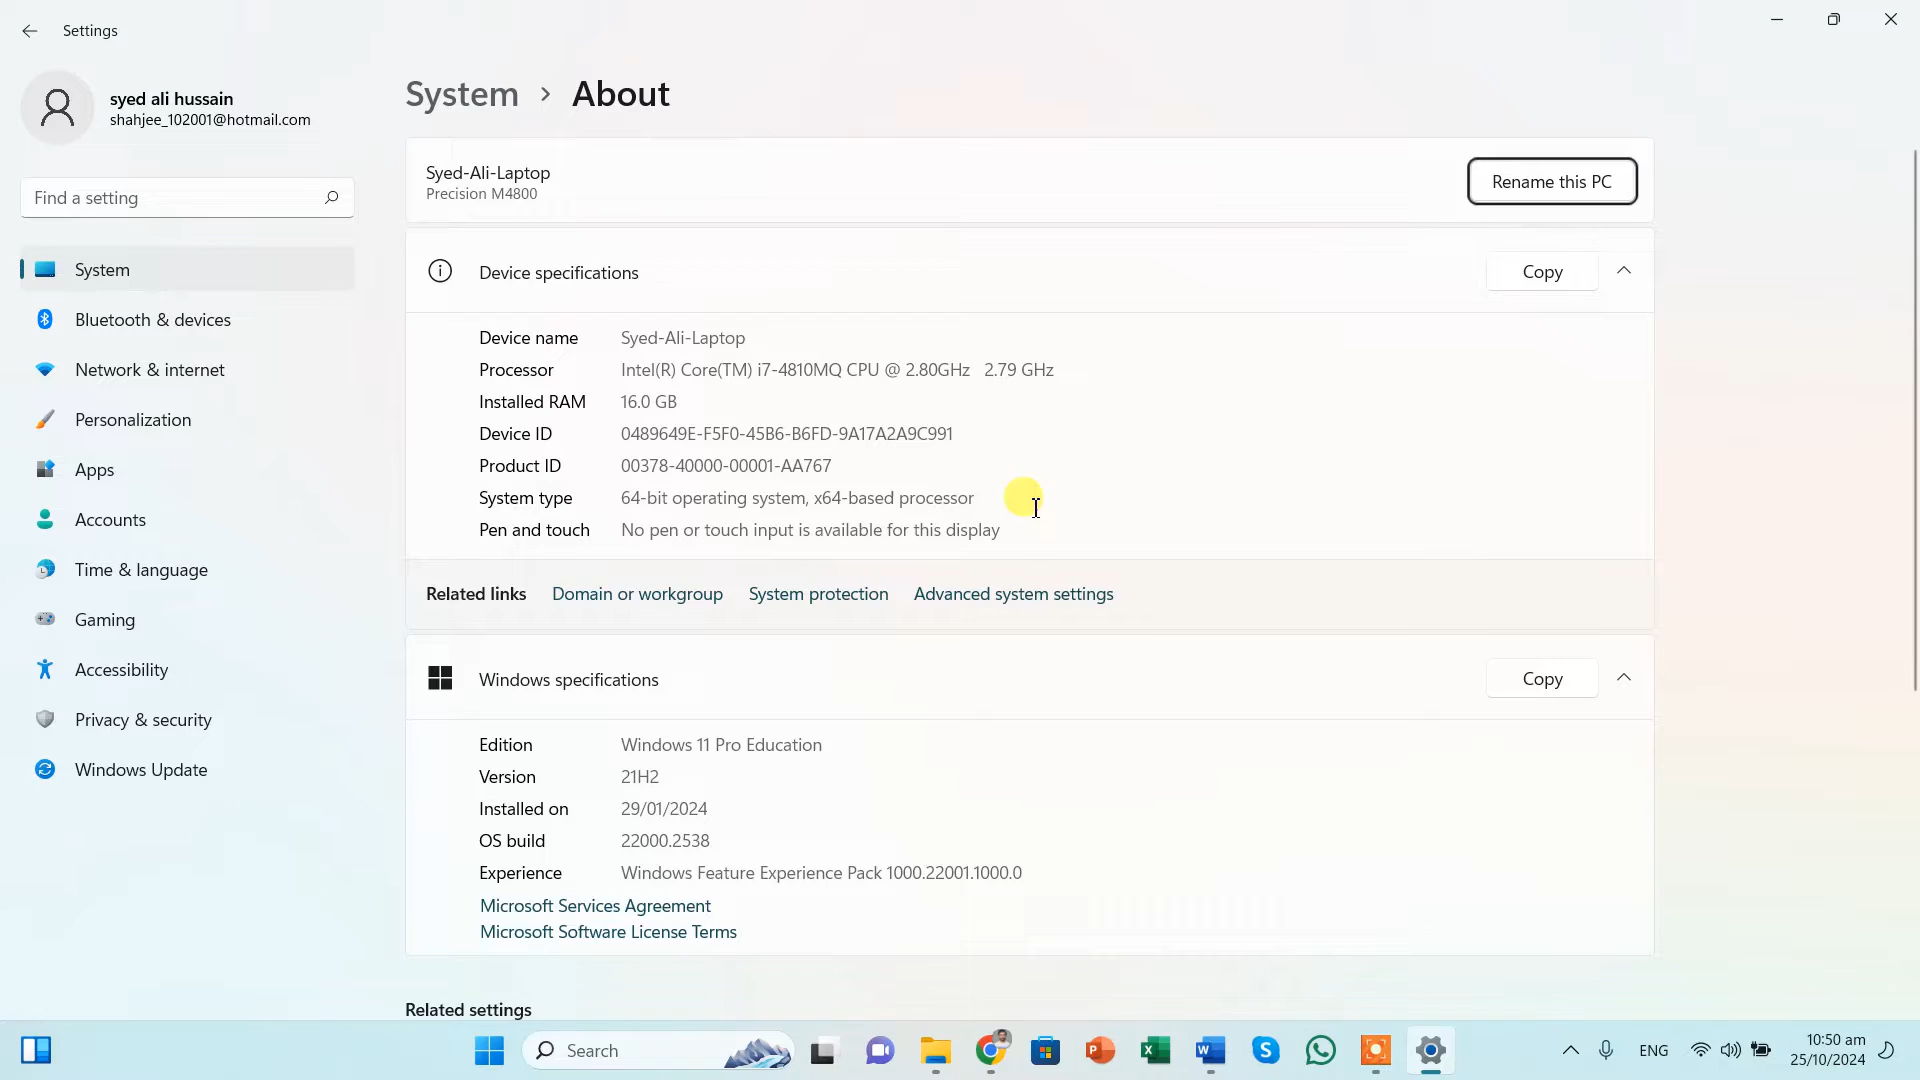 Settings
syed ali hussain
shahjee_102001@hotmail.com
Find a setting
System
Bluetooth & devices
Network & internet
Personalization
Apps
Accounts
Time & language
Gaming
Accessibility
Privacy & security
Windows Update
System > About
Syed-Ali-Laptop
Precision M4800
Rename this PC
Device specifications
Copy
Device name Syed-Ali-Laptop
Processor Intel(R) Core(TM) i7-4810MQ CPU @ 2.80GHz 2.79 GHz
Installed RAM 16.0 GB
Device ID 0489649E-F5F0-45B6-B6FD-9A17A2A9C991
Product ID 00378-40000-00001-AA767
System type 64-bit operating system, x64-based processor
Pen and touch No pen or touch input is available for this display
Related links Domain or workgroup System protection Advanced system settings
Windows specifications
Copy
Edition Windows 11 Pro Education
Version 21H2
Installed on 29/01/2024
OS build 22000.2538
Experience Windows Feature Experience Pack 1000.22001.1000.0
Microsoft Services Agreement
Microsoft Software License Terms
Related settings
Search
ENG
10:50 am
25/10/2024